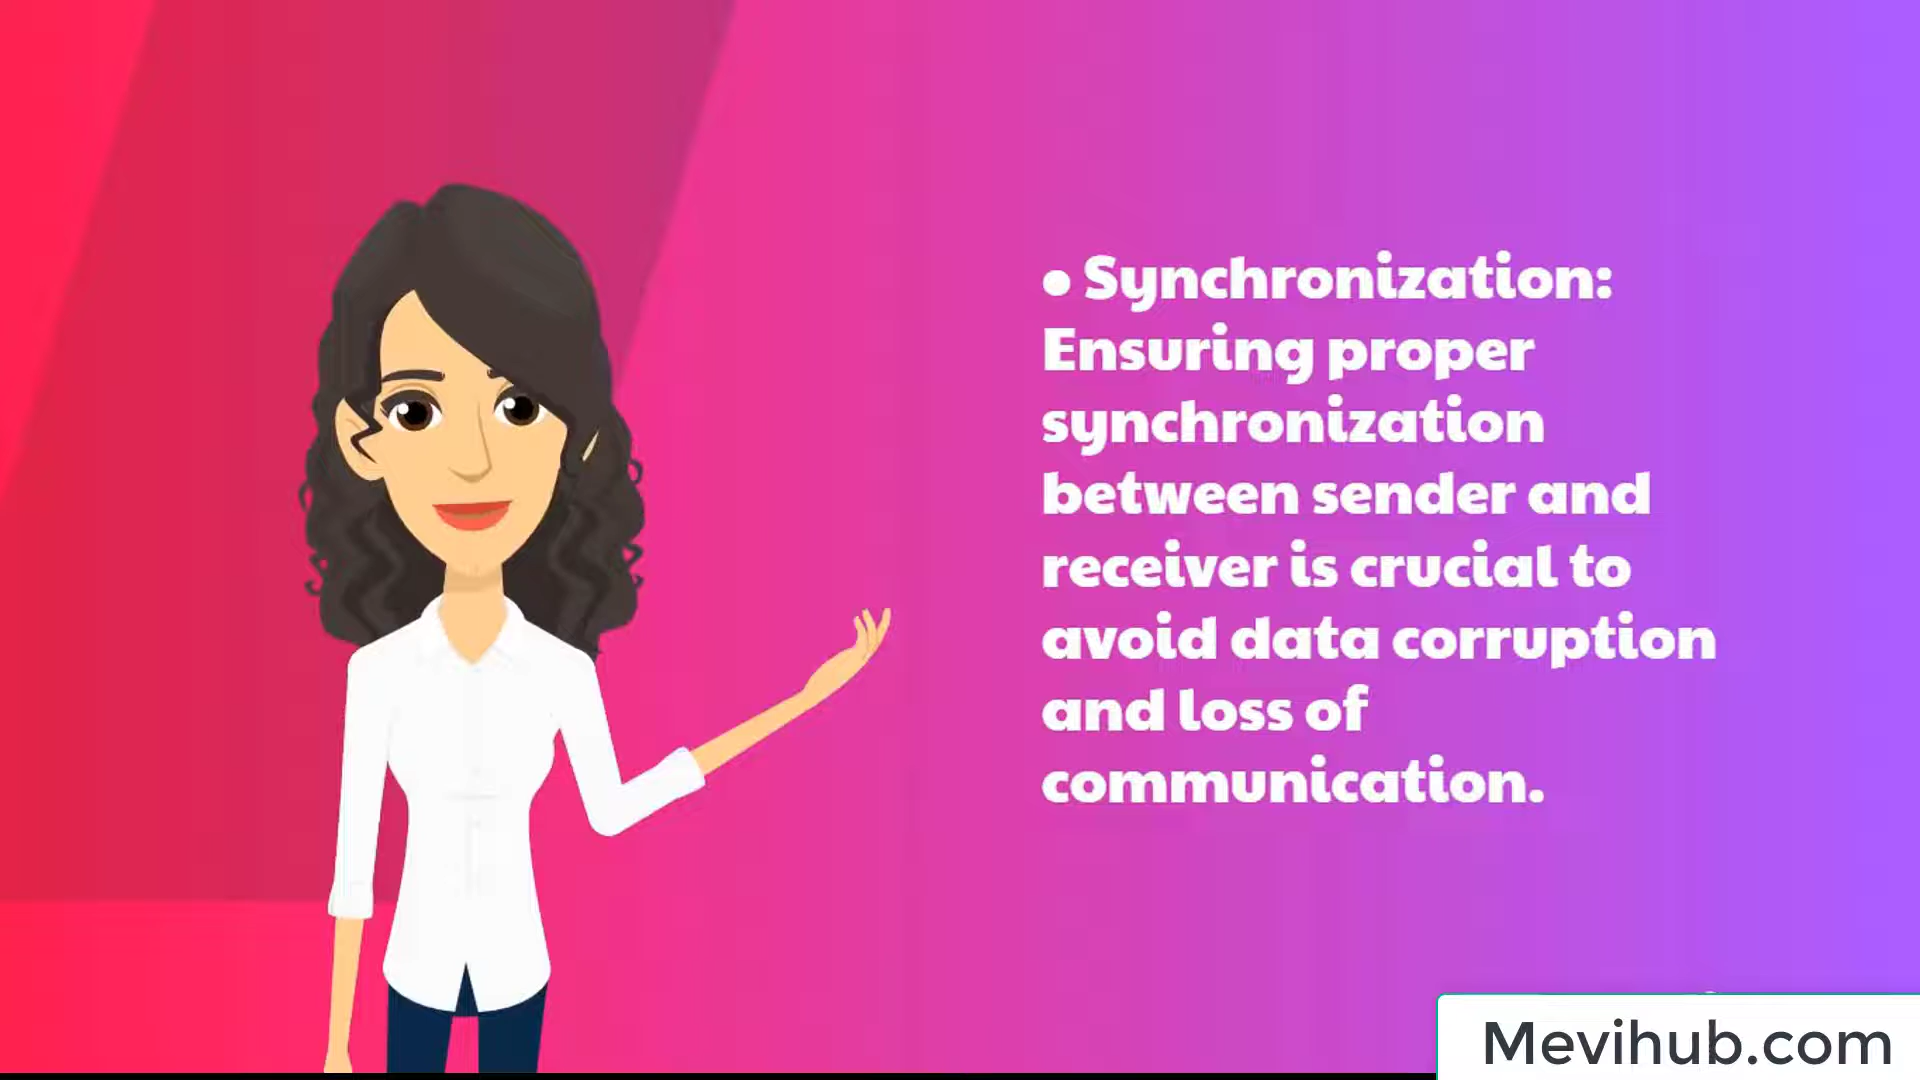 • Synchronization:
Ensuring proper
synchronization
between sender and
receiver is crucial to
avoid data corruption
and loss of
communication.
Mevihub.com